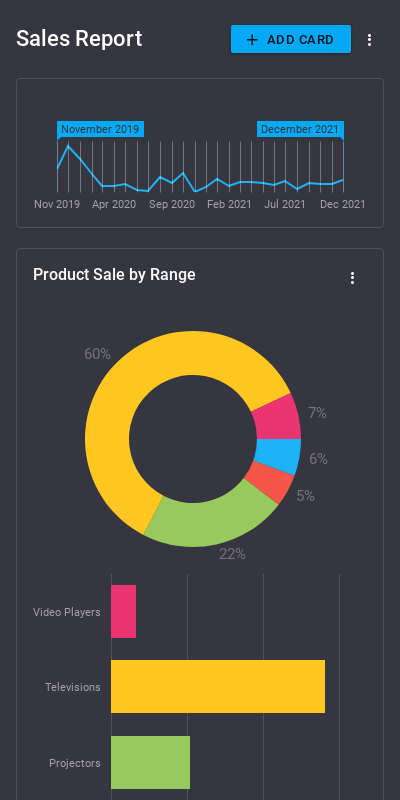 Sales Report
+ ADD CARD
November 2019
December 2021
Nov 2019 Apr 2020 Sep 2020 Feb 2021 Jul 2021 Dec 2021
Product Sale by Range
60%
7%
6%
5%
22%
Video Players
Televisions
Projectors